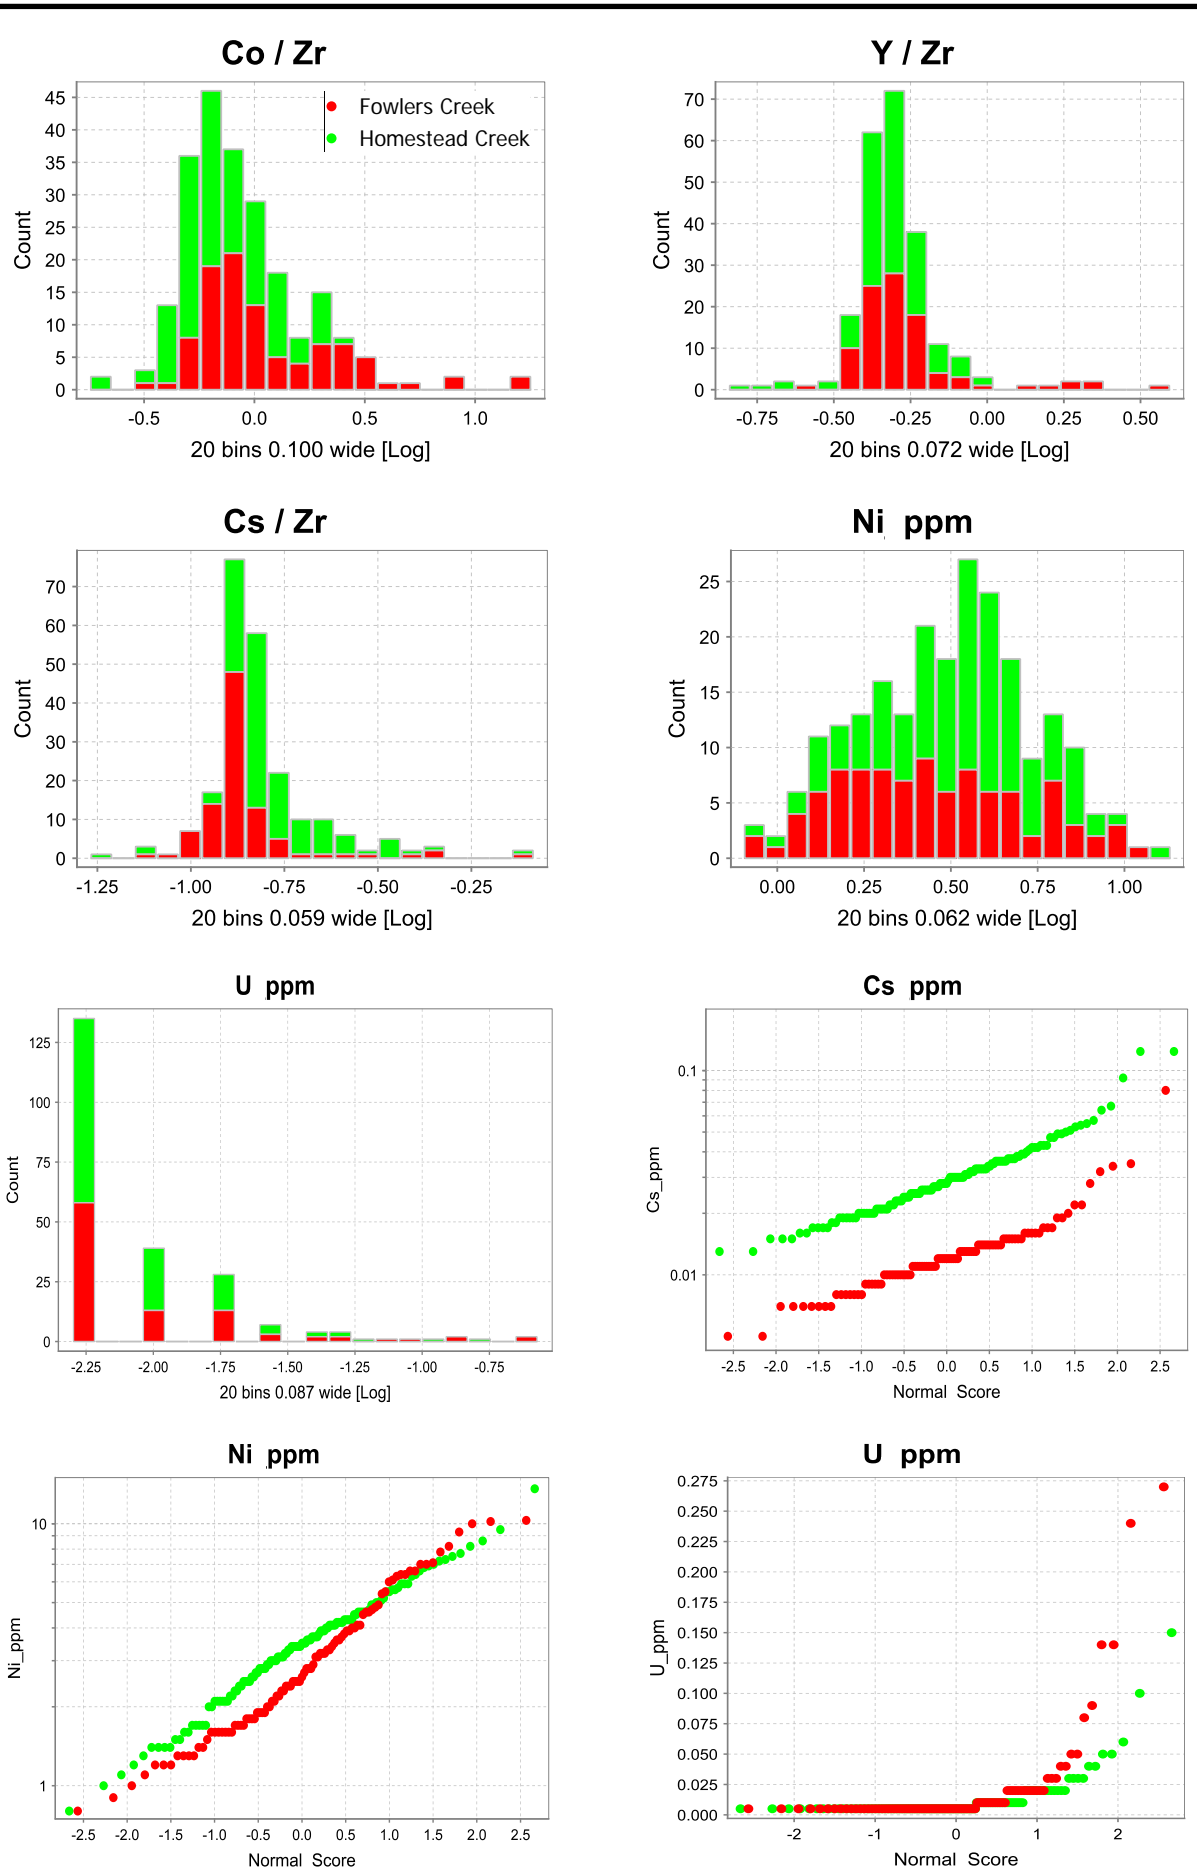 Co / Zr
45
40
35
30
25
20
15
10
5
0
Count
Fowlers Creek
Homestead Creek
-0.5 0.0 0.5 1.0
20 bins 0.100 wide [Log]
Y / Zr
70
60
50
40
30
20
10
0
Count
-0.75 -0.50 -0.25 0.00 0.25 0.50
20 bins 0.072 wide [Log]
Cs / Zr
70
60
50
40
30
20
10
0
Count
-1.25 -1.00 -0.75 -0.50 -0.25
20 bins 0.059 wide [Log]
Ni ppm
25
20
15
10
5
0
Count
0.00 0.25 0.50 0.75 1.00
20 bins 0.062 wide [Log]
U ppm
125
100
75
50
25
0
Count
-2.25 -2.00 -1.75 -1.50 -1.25 -1.00 -0.75
20 bins 0.087 wide [Log]
Cs ppm
0.1
0.01
Cs_ppm
-2.5 -2.0 -1.5 -1.0 -0.5 0.0 0.5 1.0 1.5 2.0 2.5
Normal Score
Ni ppm
10
1
Ni_ppm
-2.5 -2.0 -1.5 -1.0 -0.5 0.0 0.5 1.0 1.5 2.0 2.5
Normal Score
U ppm
0.275
0.250
0.225
0.200
0.175
0.150
0.125
0.100
0.075
0.050
0.025
0.000
U_ppm
-2 -1 0 1 2
Normal Score